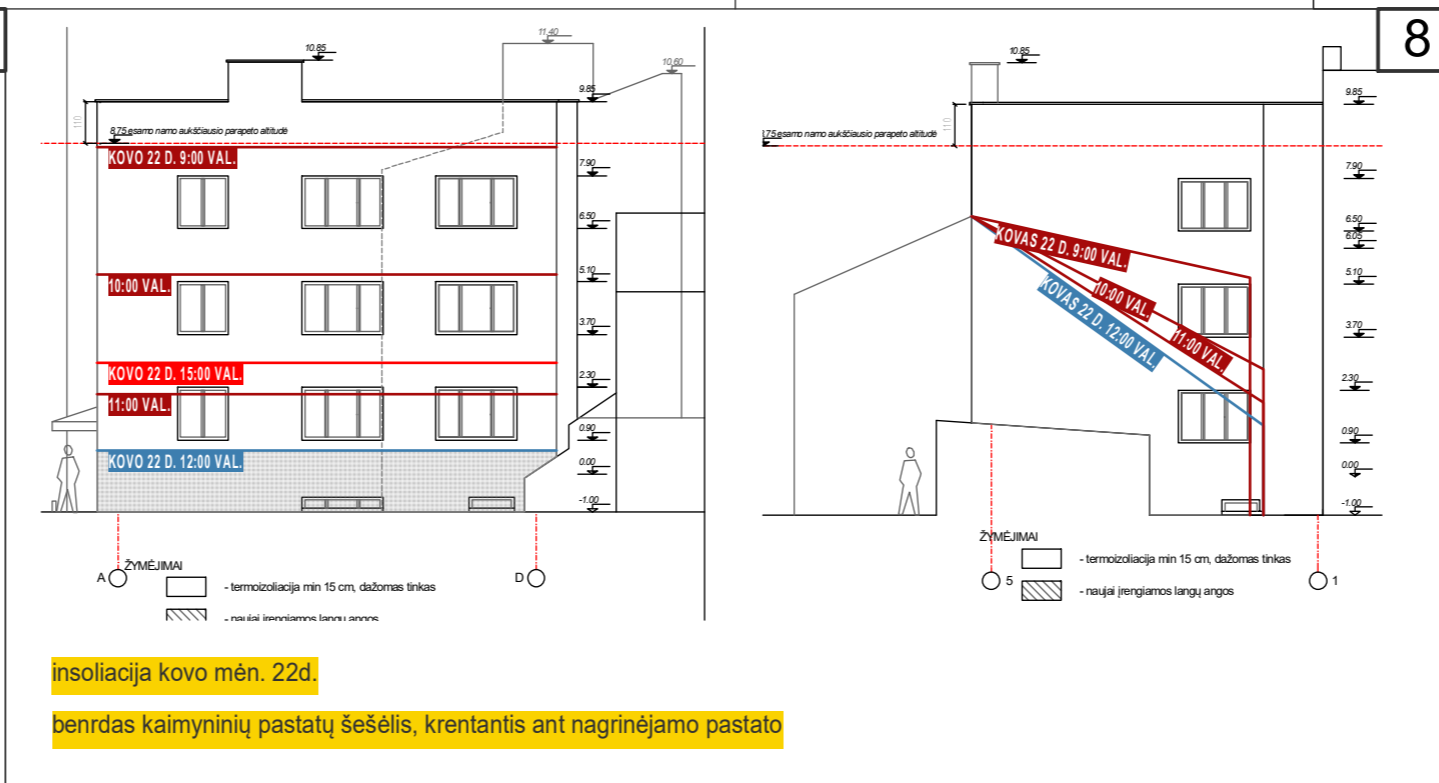 8
10.85
11.40
10.60
9.85
110
8.75 esamo namo aukščiausio parapeto altitudė
KOVO 22 D. 9:00 VAL.
7.90
6.50
5.10
10:00 VAL.
3.70
KOVO 22 D. 15:00 VAL.
2.30
11:00 VAL.
0.90
KOVO 22 D. 12:00 VAL.
0.00
-1.00
A
D
ŽYMĖJIMAI
- termoizoliacija min 15 cm, dažomas tinkas
- naujai įrengiamos langų angos
10.85
9.85
110
8.75 esamo namo aukščiausio parapeto altitudė
7.90
6.50
6.05
KOVAS 22 D. 9:00 VAL.
5.10
10:00 VAL.
KOVAS 22 D. 12:00 VAL.
11:00 VAL.
3.70
2.30
0.90
0.00
-1.00
ŽYMĖJIMAI
5
1
- termoizoliacija min 15 cm, dažomas tinkas
- naujai įrengiamos langų angos
insoliacija kovo mėn. 22d.
benrdas kaimyninių pastatų šešėlis, krentantis ant nagrinėjamo pastato